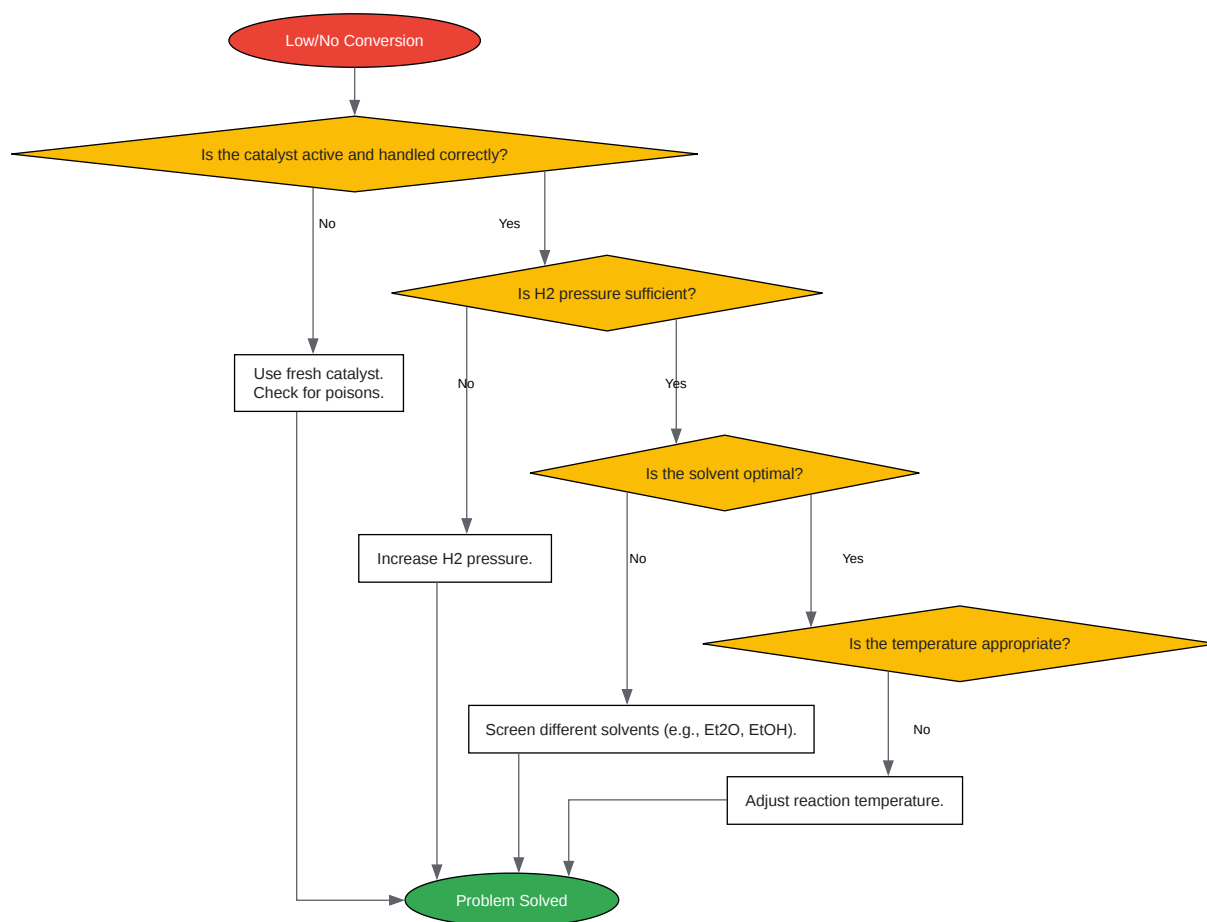 Low/No Conversion
Is the catalyst active and handled correctly?
No
Yes
Is H2 pressure sufficient?
Use fresh catalyst.
Check for poisons.
No
Yes
Is the solvent optimal?
Increase H2 pressure.
No
Yes
Is the temperature appropriate?
Screen different solvents (e.g., Et2O, EtOH).
No
Adjust reaction temperature.
Problem Solved